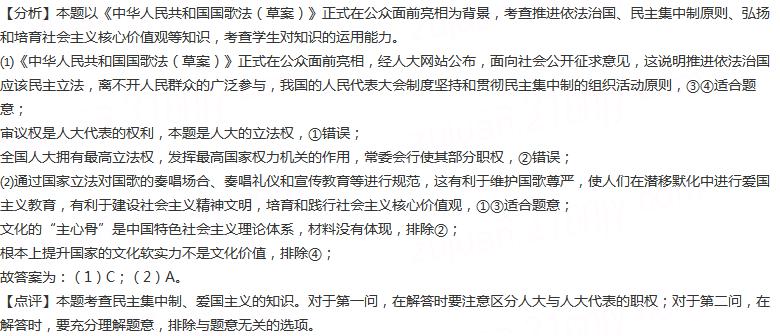 【分析】本题以《中华人民共和国国歌法（草案）》正式在公众面前亮相为背景，考查推进依法治国、民主集中制原则、弘扬
和培育社会主义核心价值观等知识，考查学生对知识的运用能力。
⑴《中华人民共和国国歌法（草案）》正式在公众面前亮相，经人大网站公布，面向社会公开征求意见，这说明推进依法治国
应该民主立法，离不开人民群众的广泛参与，我国的人民代表大会制度坚持和贯彻民主集中制的组织活动原则，③④适合题
意；
审议权是人大代表的权利，本题是人大的立法权，①错误；
全国人大拥有最高立法权，发挥最高国家权力机关的作用，常委会行使其部分职权，②错误；
⑵通过国家立法对国歌的奏唱场合、奏唱礼仪和宣传教育等进行规范，这有利于维护国歌尊严，使人们在潜移默化中进行爱国
主义教育，有利于建设社会主义精神文明，培育和践行社会主义核心价值观，①③适合题意；
文化的“主心骨”是中国特色社会主义理论体系，材料没有体现，排除②；
根本上提升国家的文化软实力不是文化价值，排除④；
故答案为：（1）C；（2）A。
【点评】本题考查民主集中制、爱国主义的知识。对于第一问，在解答时要注意区分人大与人大代表的职权；对于第二问，在
解答时，要充分理解题意，排除与题意无关的选项。